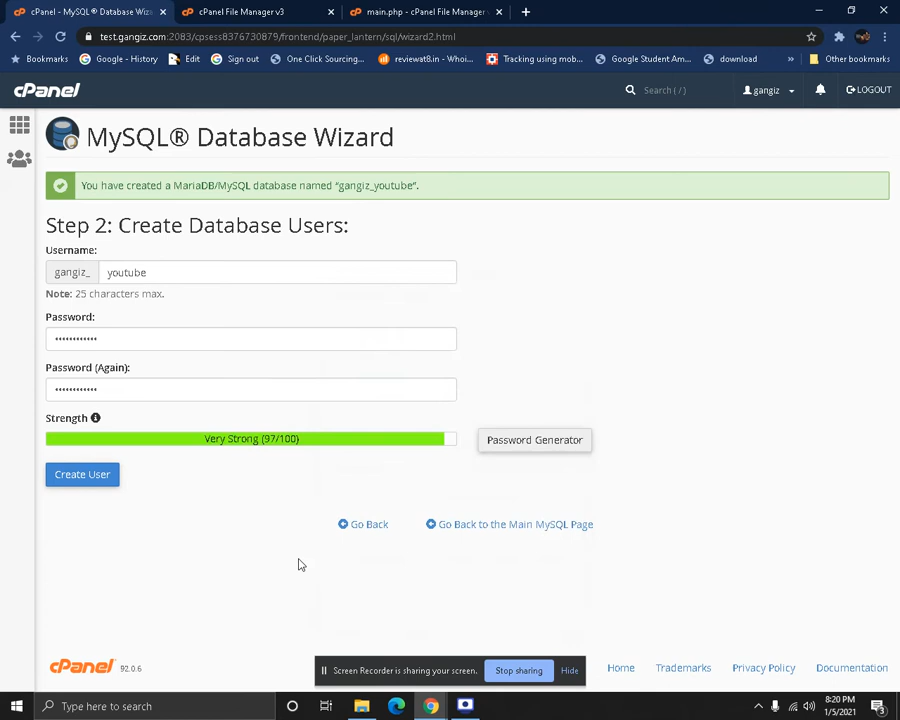 cPanel - MySQL® Database Wiza
cPanel File Manager v3
main.php - cPanel File Manager v
test.gangiz.com:2083/cpsess8376730879/frontend/paper_lantern/sql/wizard2.html
Bookmarks
Google - History
Edit
Sign out
One Click Sourcing...
reviewat8.in - Whoi...
Tracking using mob...
Google Student Am...
download
»
Other bookmarks
cPanel
Search ( / )
gangiz
LOGOUT
MySQL® Database Wizard
You have created a MariaDB/MySQL database named “gangiz_youtube”.
Step 2: Create Database Users:
Username:
gangiz_ youtube
Note: 25 characters max.
Password:
••••••••••••
Password (Again):
••••••••••••
Strength
Very Strong (97/100)
Password Generator
Create User
Go Back
Go Back to the Main MySQL Page
cPanel 92.0.6
Home
Trademarks
Privacy Policy
Documentation
Screen Recorder is sharing your screen.
Stop sharing
Hide
Type here to search
8:20 PM
1/5/2021
3